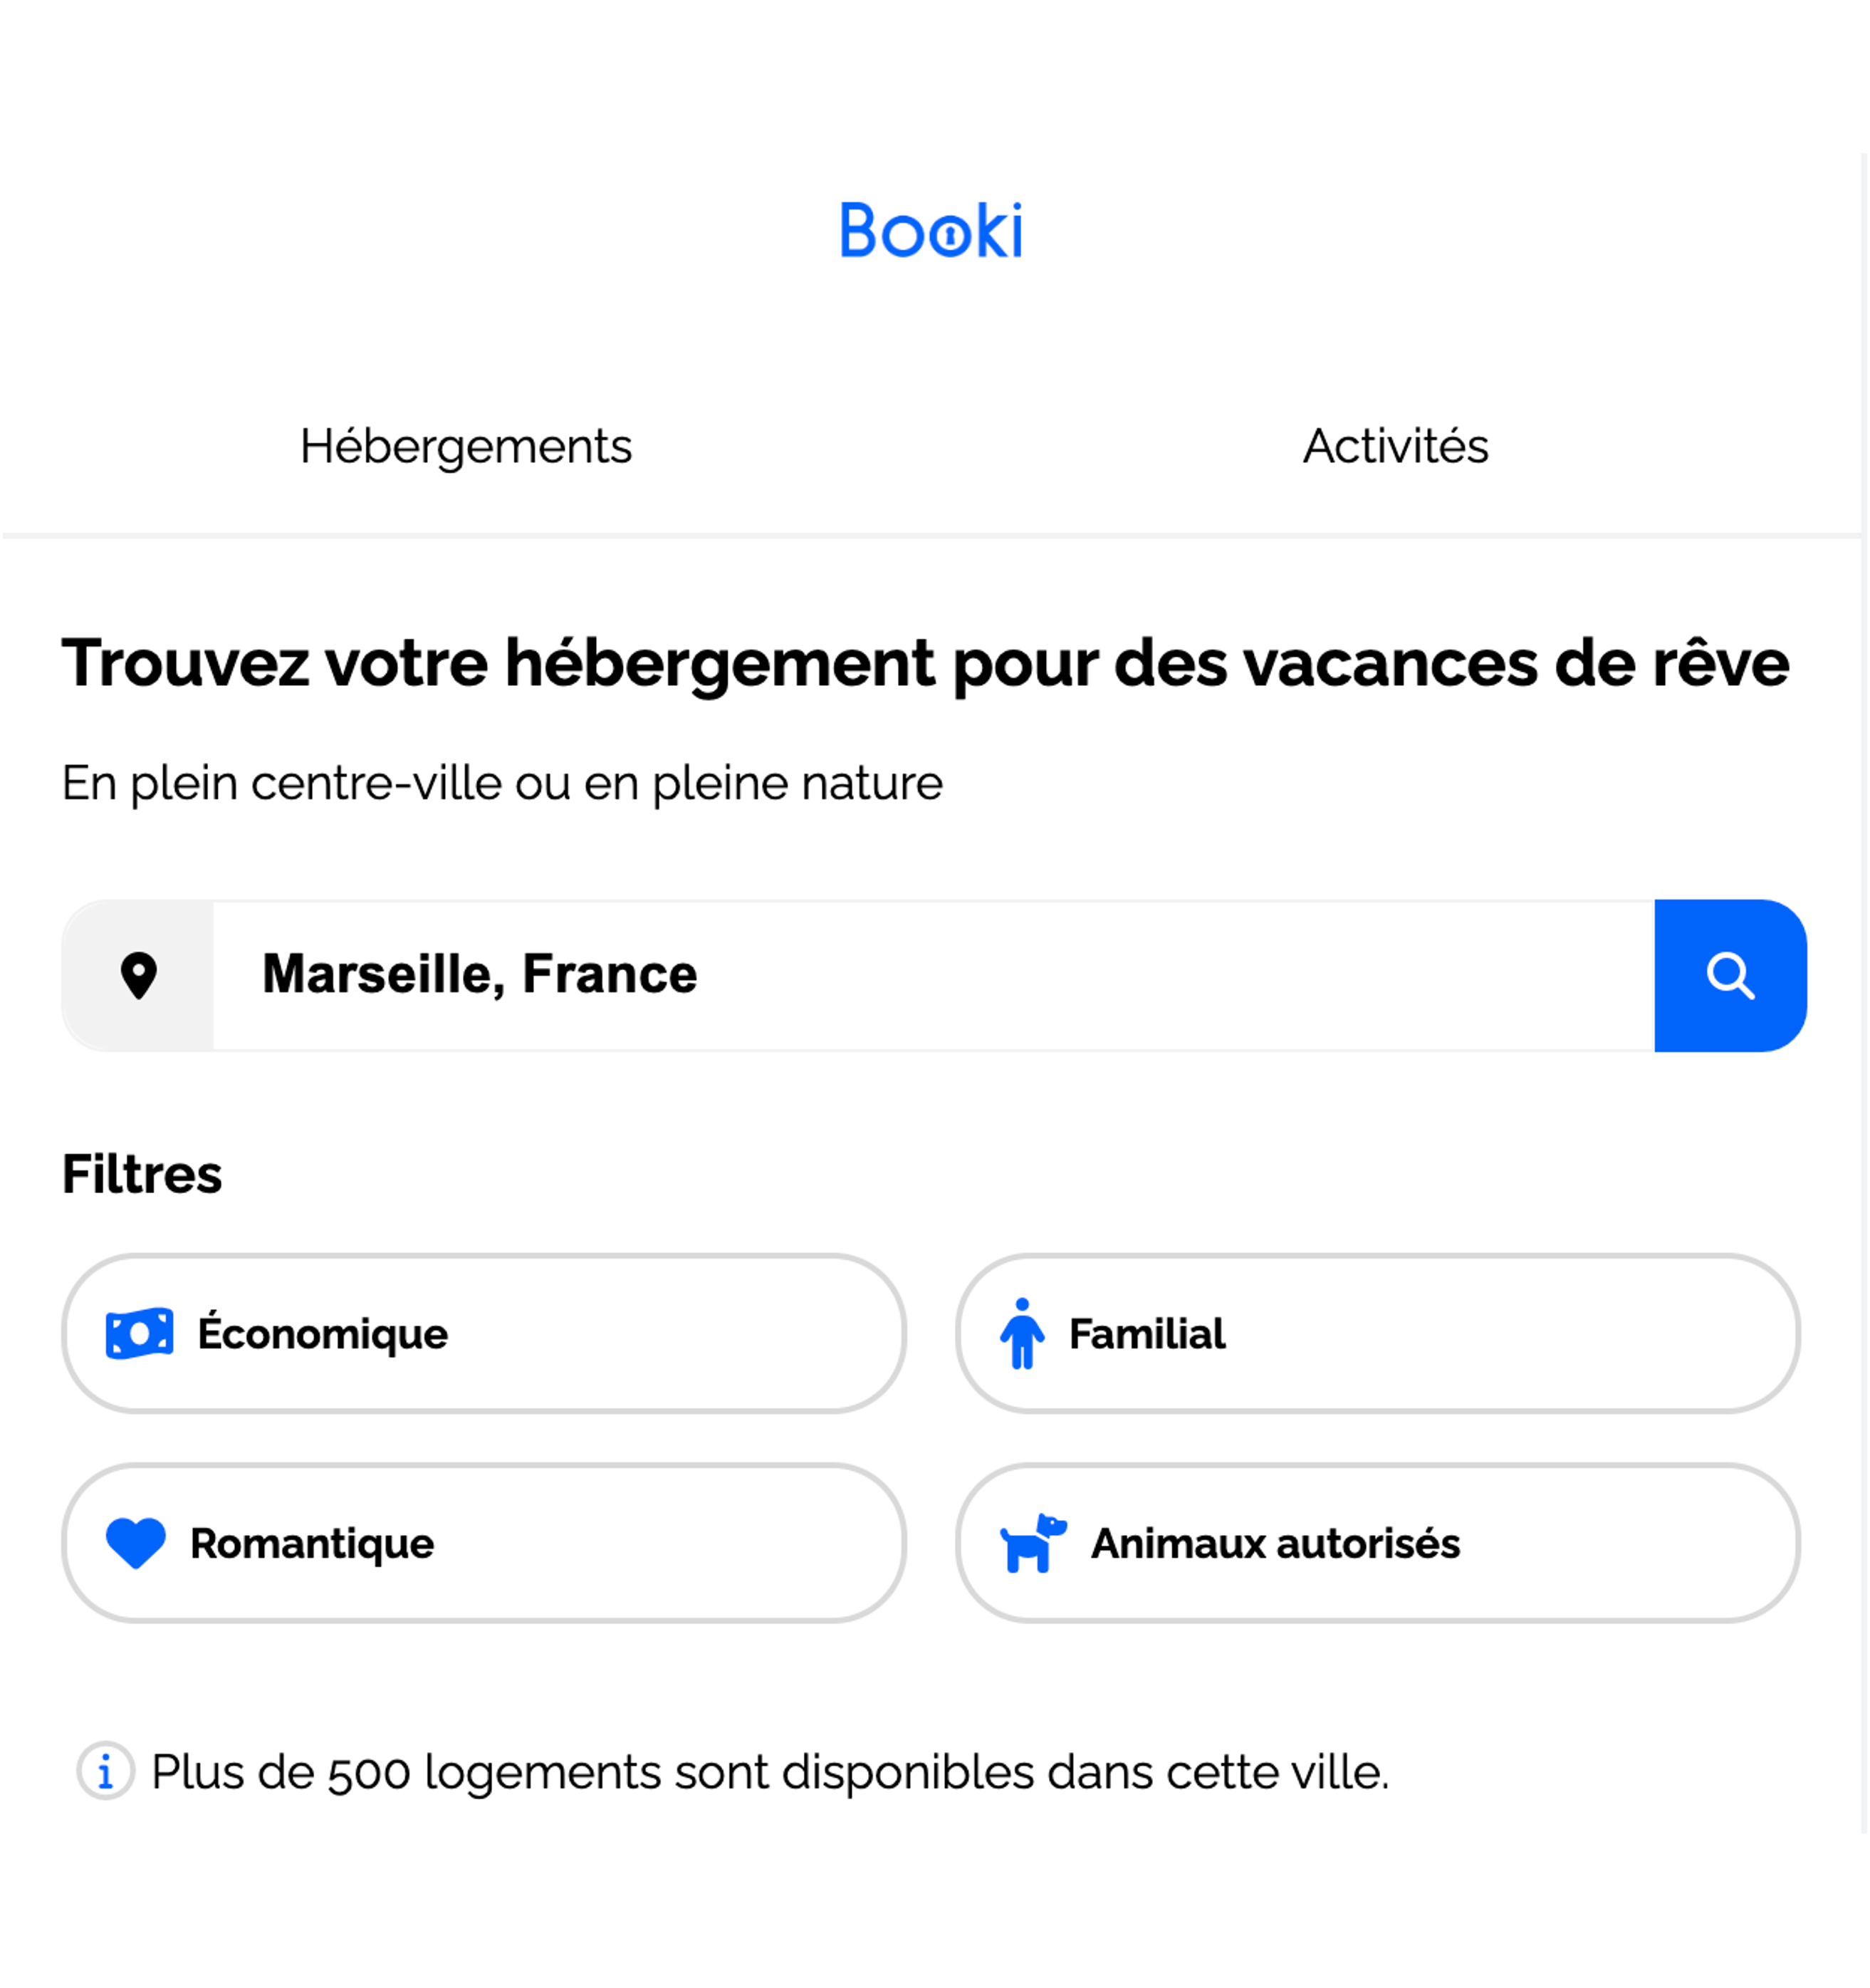 Booki
Hébergements
Activités
Trouvez votre hébergement pour des vacances de rêve
En plein centre-ville ou en pleine nature
Marseille, France
Filtres
Économique
Familial
Romantique
Animaux autorisés
i Plus de 500 logements sont disponibles dans cette ville.